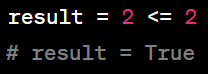 result = 2 <= 2
# result = True